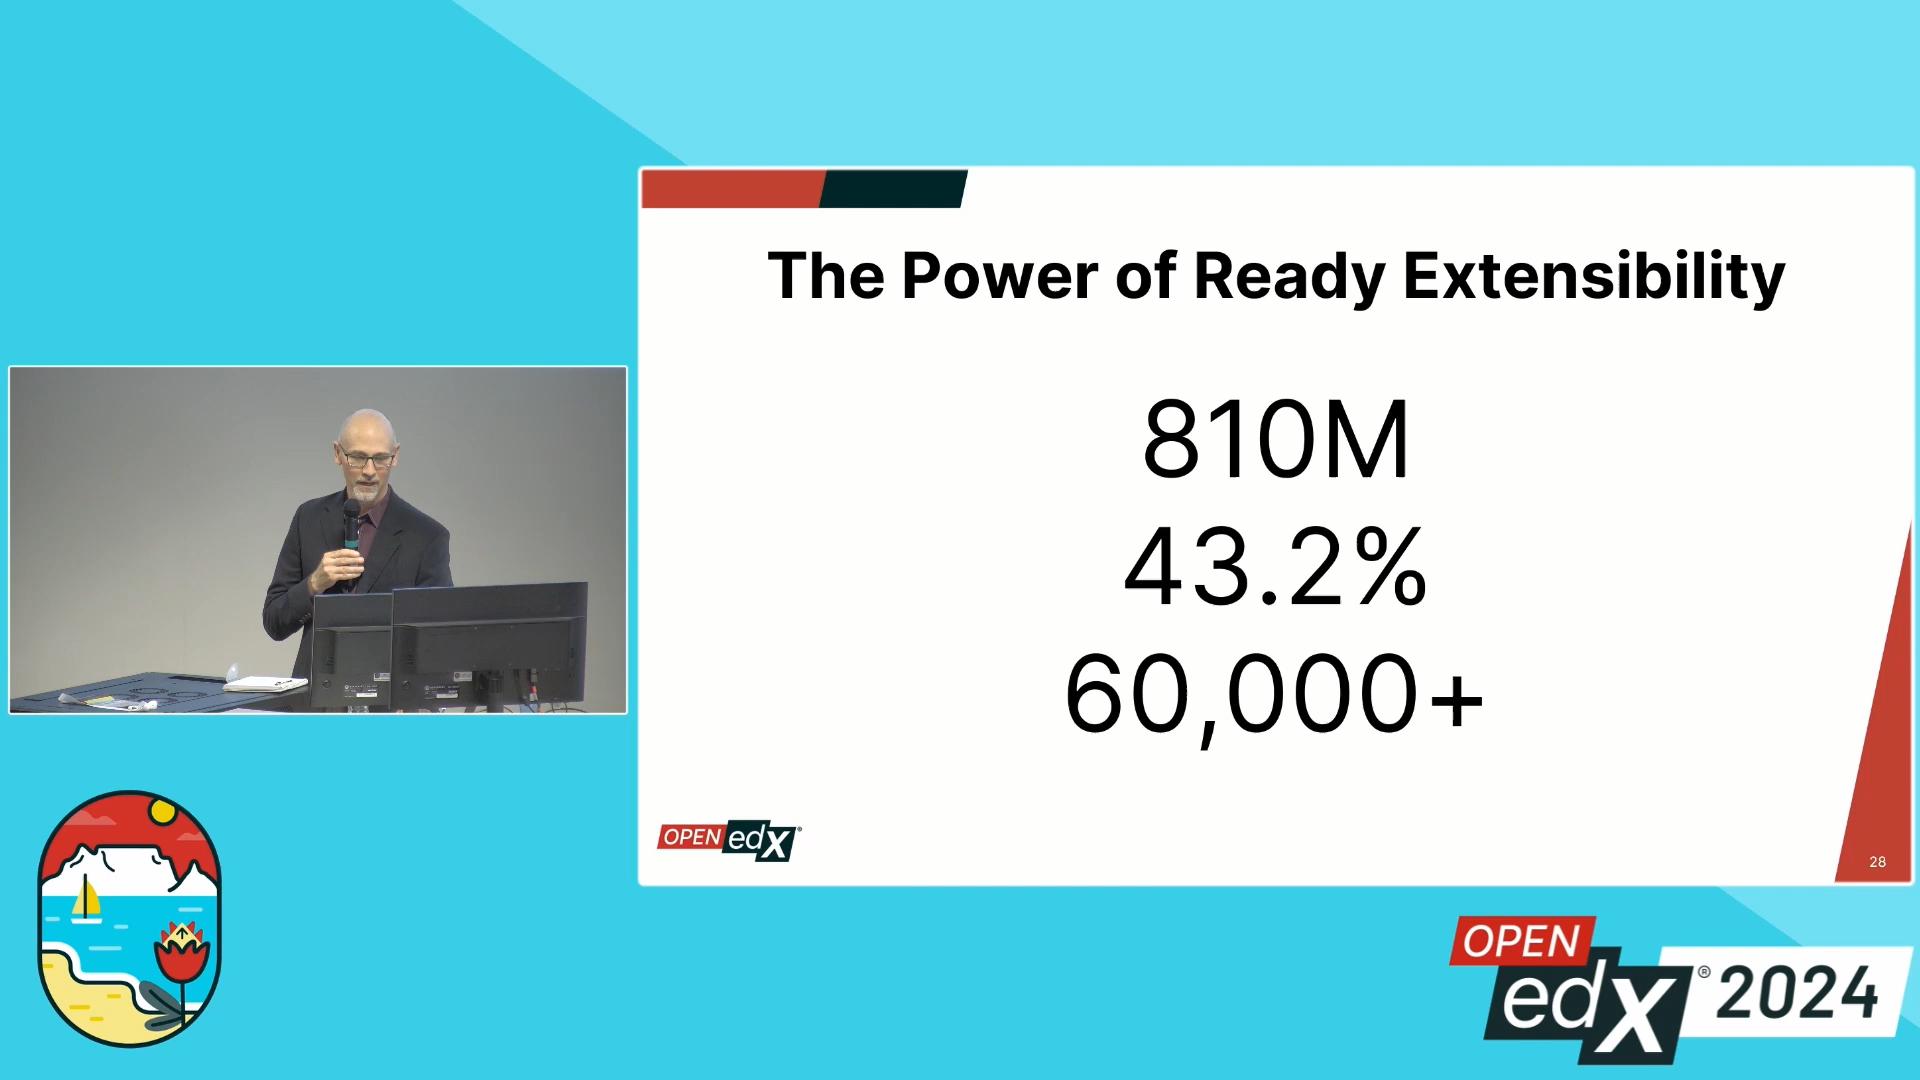 The Power of Ready Extensibility
810M
43.2%
60,000+
OPEN edX®
28
OPEN
edX® 2024